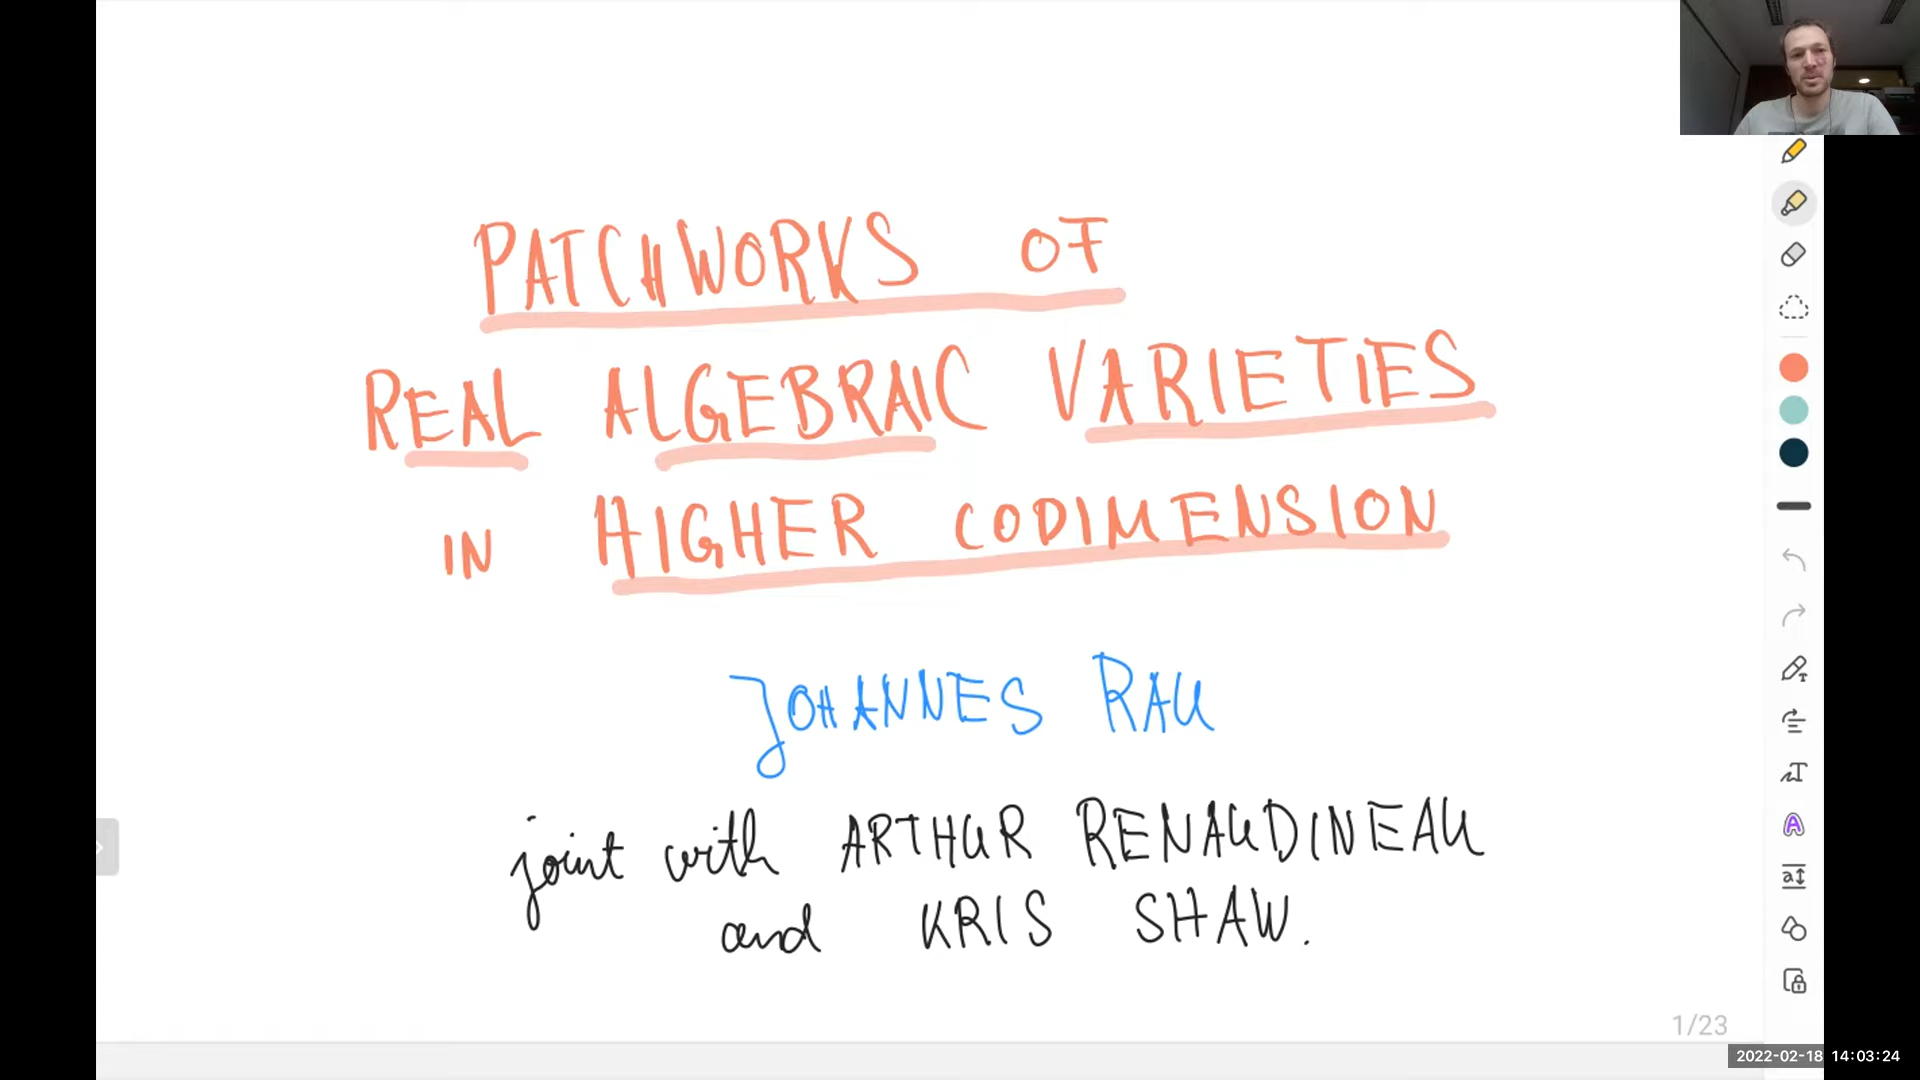 PATCHWORKS OF
REAL ALGEBRAIC VARIETIES
IN HIGHER CODIMENSION
JOHANNES RAU
joint with ARTHUR RENAUDINEAU
and KRIS SHAW.
1/23
2022-02-18 14:03:24